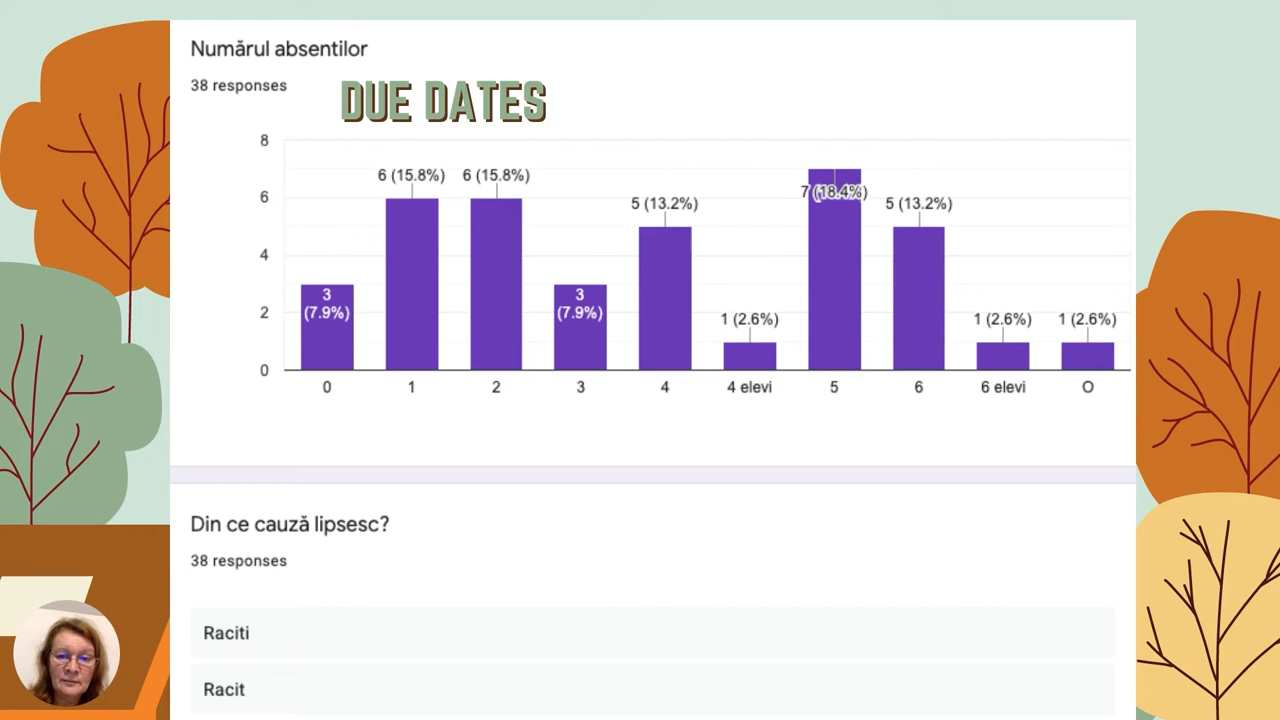 Numărul absentilor
38 responses
DUE DATES
8
6
4
2
0
3
(7.9%)
6 (15.8%)
6 (15.8%)
3
(7.9%)
5 (13.2%)
1 (2.6%)
7 (18.4%)
5 (13.2%)
1 (2.6%)
1 (2.6%)
0 1 2 3 4 4 elevi 5 6 6 elevi O
Din ce cauză lipsesc?
38 responses
Raciti
Racit